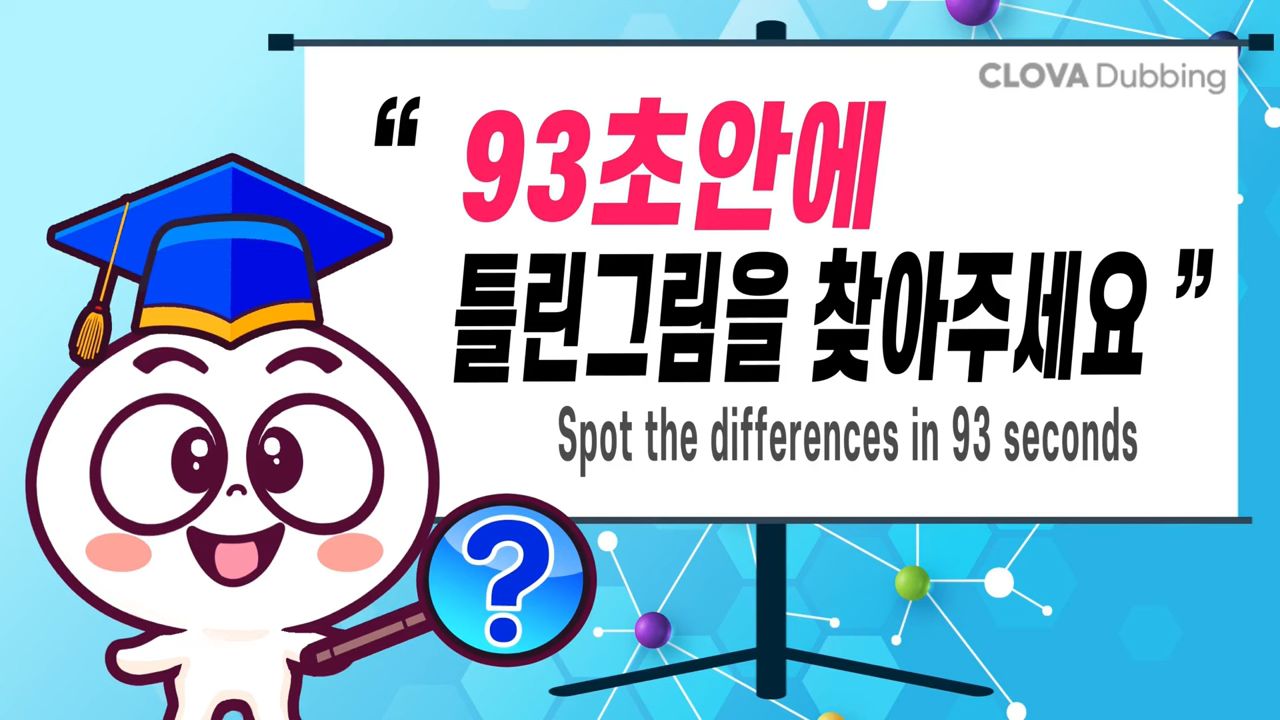 CLOVA Dubbing
“ 93초안에
틀린그림을 찾아주세요 ”
Spot the differences in 93 seconds
?